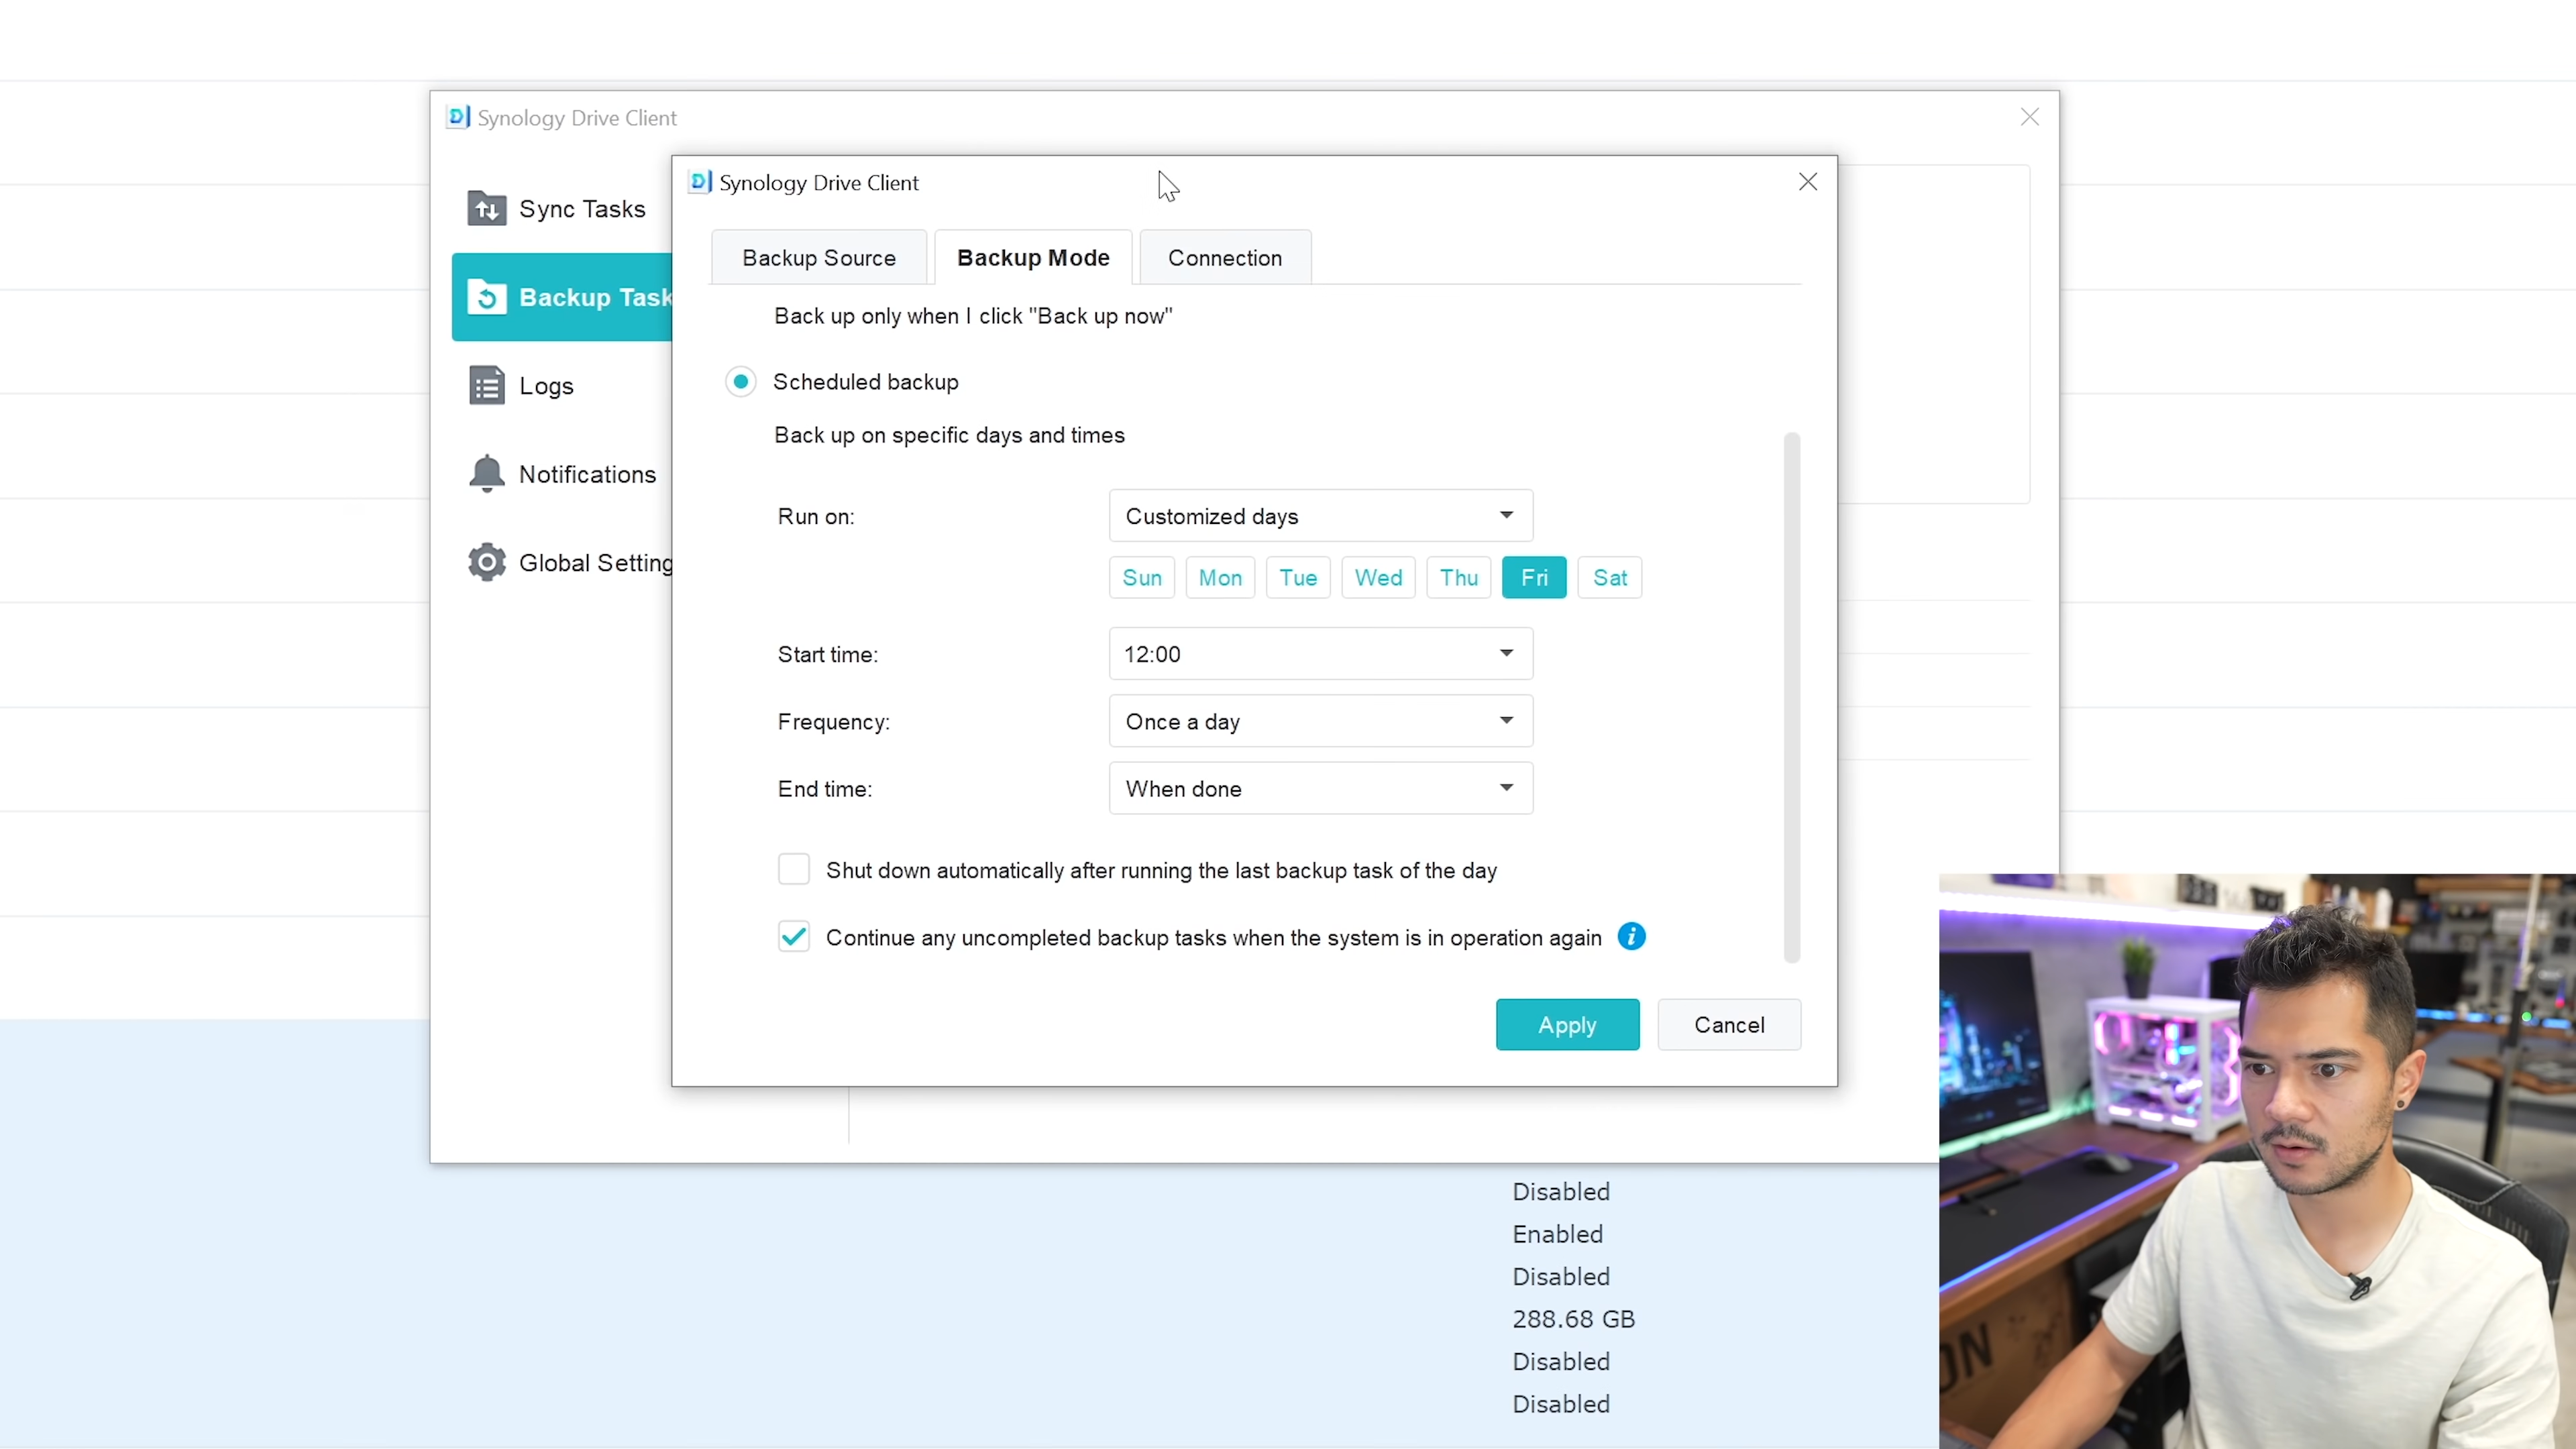 Synology Drive Client
Synology Drive Client
Sync Tasks
Backup Task
Logs
Notifications
Global Setting
Backup Source
Backup Mode
Connection
Back up only when I click "Back up now"
Scheduled backup
Back up on specific days and times
Run on:
Customized days
Sun Mon Tue Wed Thu Fri Sat
Start time:
12:00
Frequency:
Once a day
End time:
When done
Shut down automatically after running the last backup task of the day
Continue any uncompleted backup tasks when the system is in operation again
Apply
Cancel
Disabled
Enabled
Disabled
288.68 GB
Disabled
Disabled